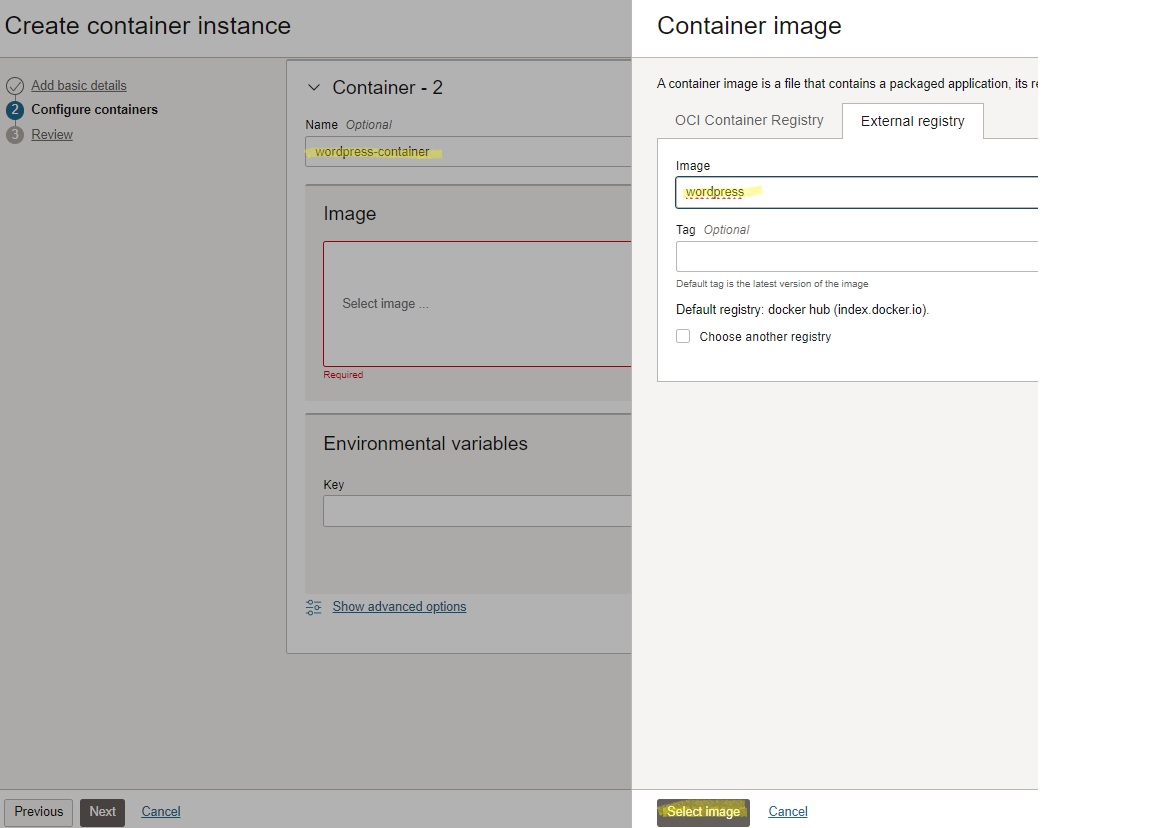 Create container instance
Add basic details
2 Configure containers
3 Review
Container - 2
Name Optional
wordpress-container
Image
Select image ...
Required
Environmental variables
Key
Show advanced options
Previous Next Cancel
Container image
A container image is a file that contains a packaged application, its re
OCI Container Registry External registry
Image
wordpress
Tag Optional
Default tag is the latest version of the image
Default registry: docker hub (index.docker.io).
Choose another registry
Select image Cancel